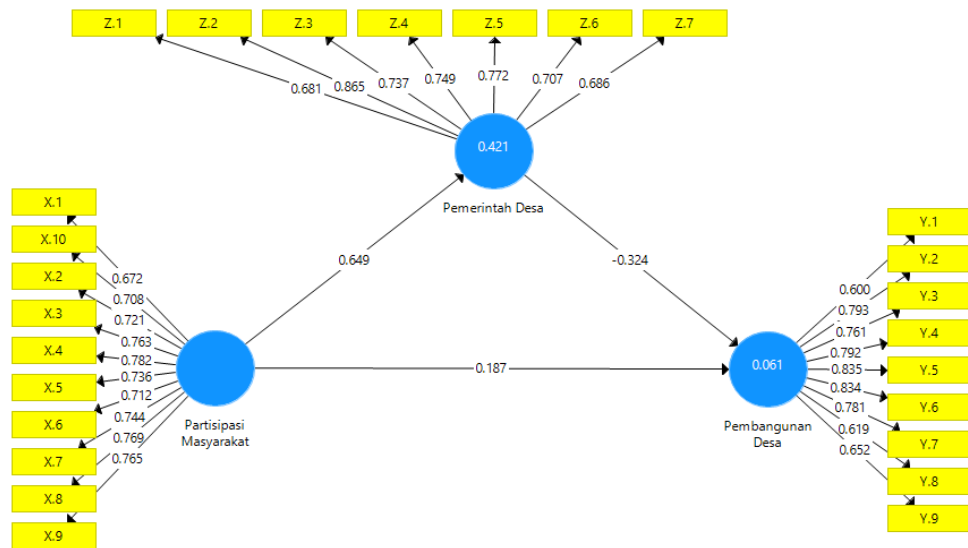 Z.1
Z.2
Z.3
Z.4
Z.5
Z.6
Z.7
0.681
0.865
0.737
0.749
0.772
0.707
0.686
0.421
Pemerintah Desa
X.1
X.10
X.2
X.3
X.4
X.5
X.6
X.7
X.8
X.9
0.672
0.708
0.721
0.763
0.782
0.736
0.712
0.744
0.769
0.765
Partisipasi
Masyarakat
0.649
-0.324
0.187
0.061
Pembangunan
Desa
0.600
0.793
0.761
0.792
0.835
0.834
0.781
0.619
0.652
Y.1
Y.2
Y.3
Y.4
Y.5
Y.6
Y.7
Y.8
Y.9